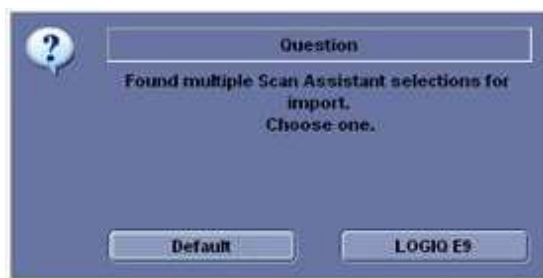 ?
Question
Found multiple Scan Assistant selections for
import.
Choose one.
Default
LOGIQ E9